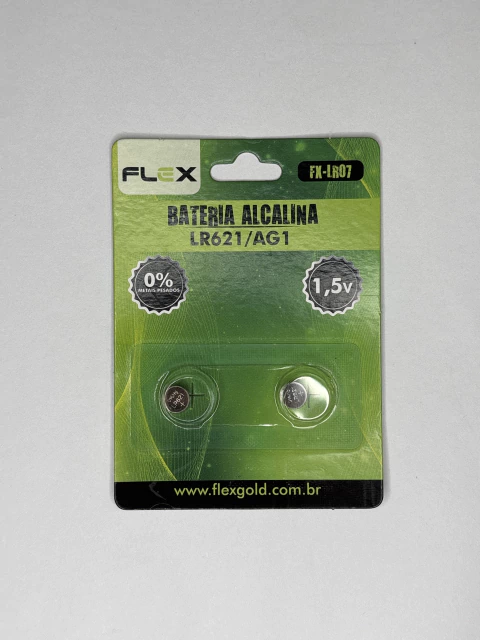 FLEX
FX-LR07
BATERIA ALCALINA
LR621/AG1
0%
METAIS PESADOS
1,5V
www.flexgold.com.br